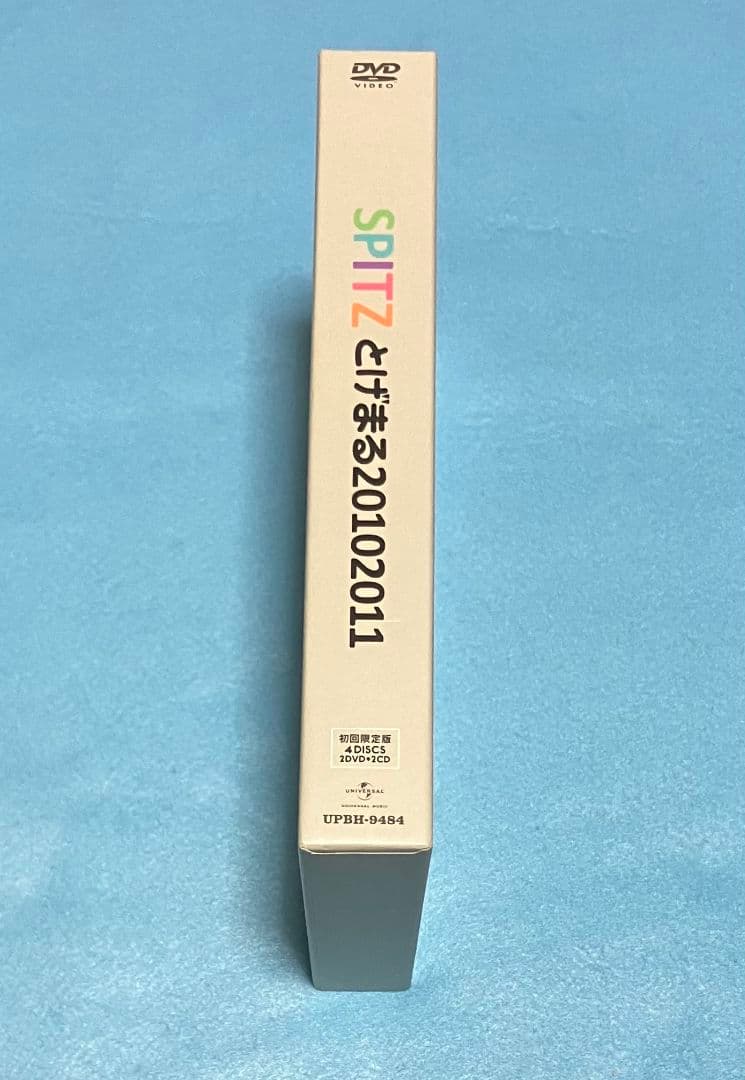 DVD
VIDEO
SPITZ とげまる20102011
初回限定版
4DISCS
2DVD+2CD
UNIVERSAL
UNIVERSAL MUSIC
UPBH-9484